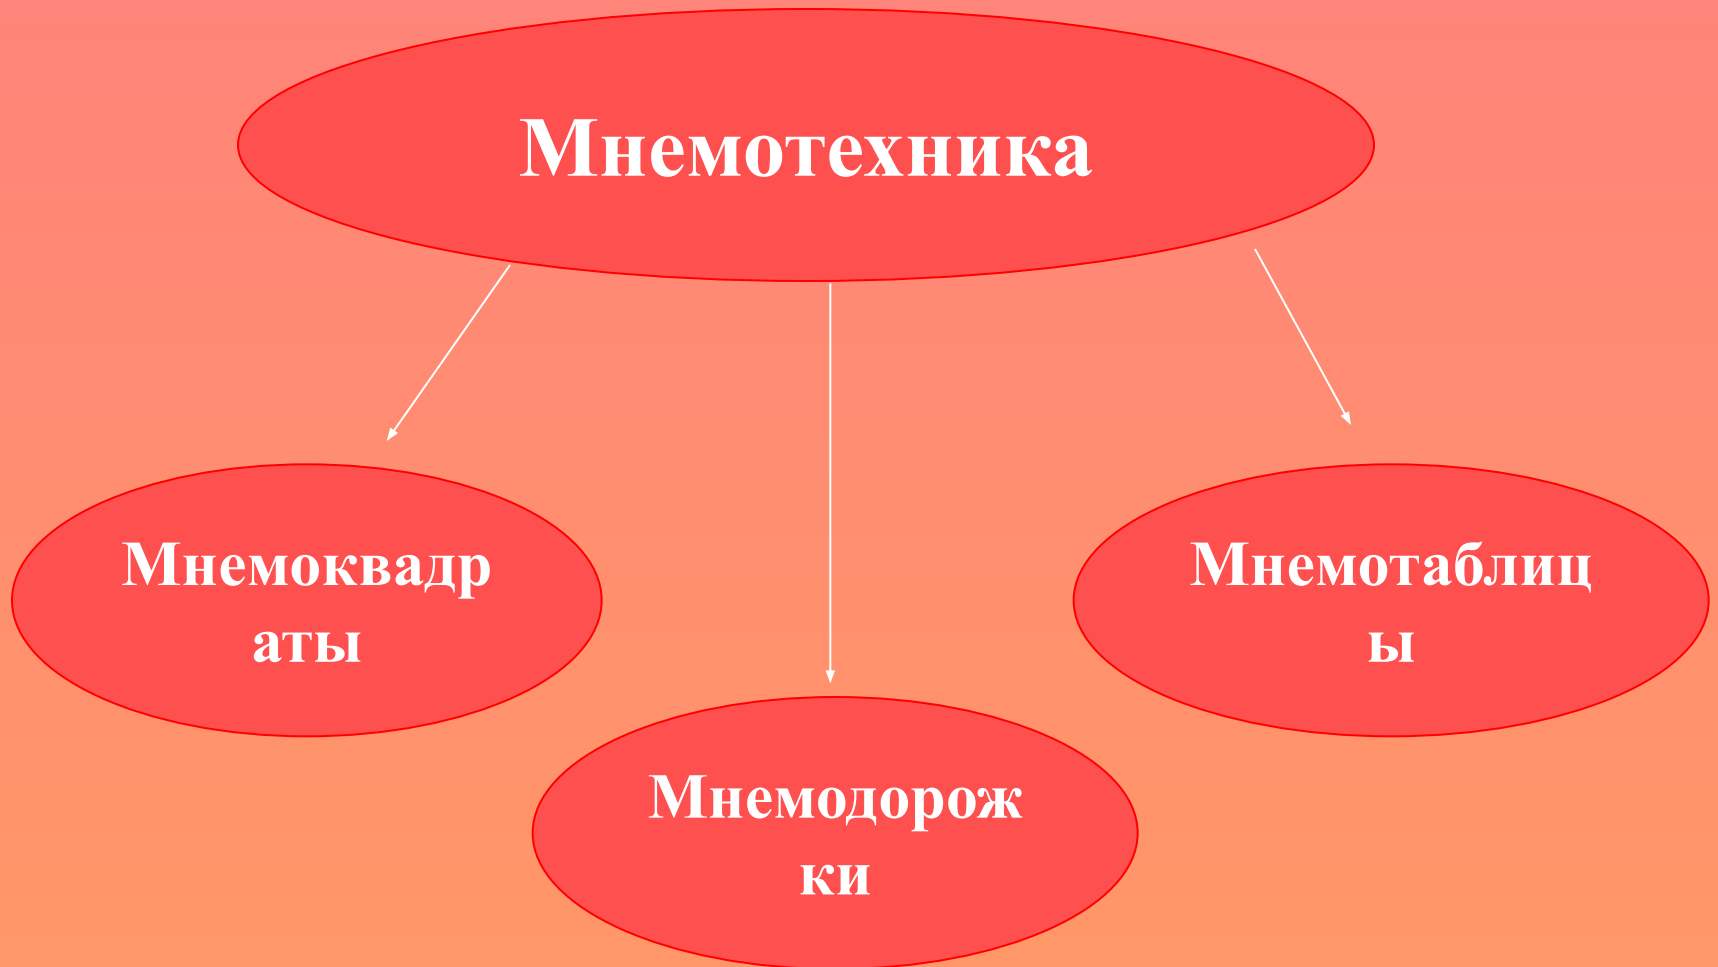 Мнемотехника
Мнемоквадр
аты
Мнемотаблиц
ы
Мнемодорож
ки